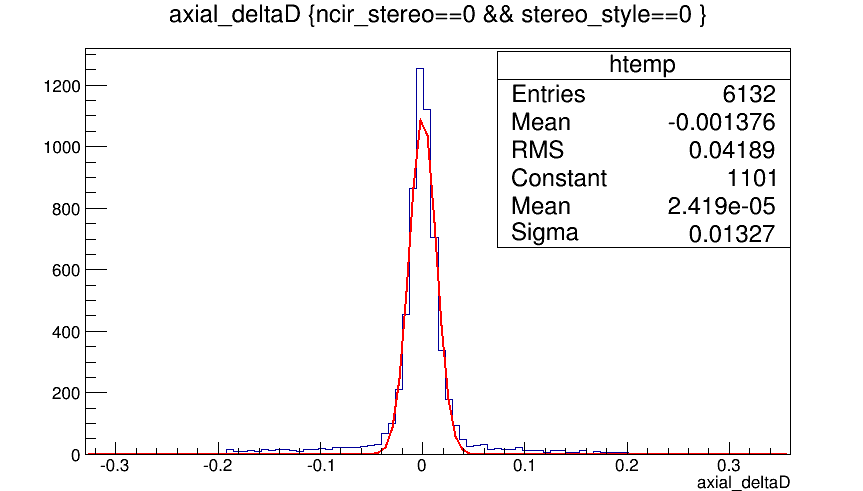 axial_deltaD {ncir_stereo==0 && stereo_style==0 }
htemp
Entries 6132
Mean -0.001376
RMS 0.04189
Constant 1101
Mean 2.419e-05
Sigma 0.01327
1200
1000
800
600
400
200
0
-0.3 -0.2 -0.1 0 0.1 0.2 0.3
axial_deltaD